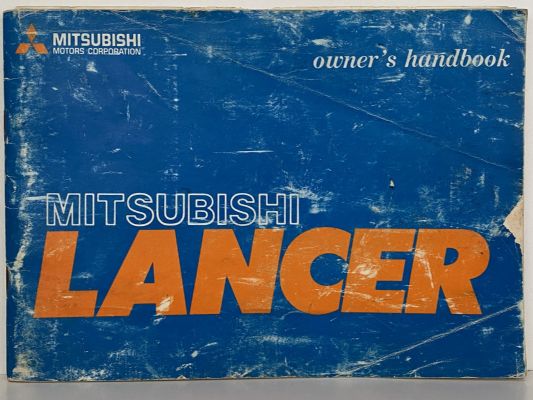 MITSUBISHI
MOTORS CORPORATION
owner's handbook
MITSUBISHI
LANCER